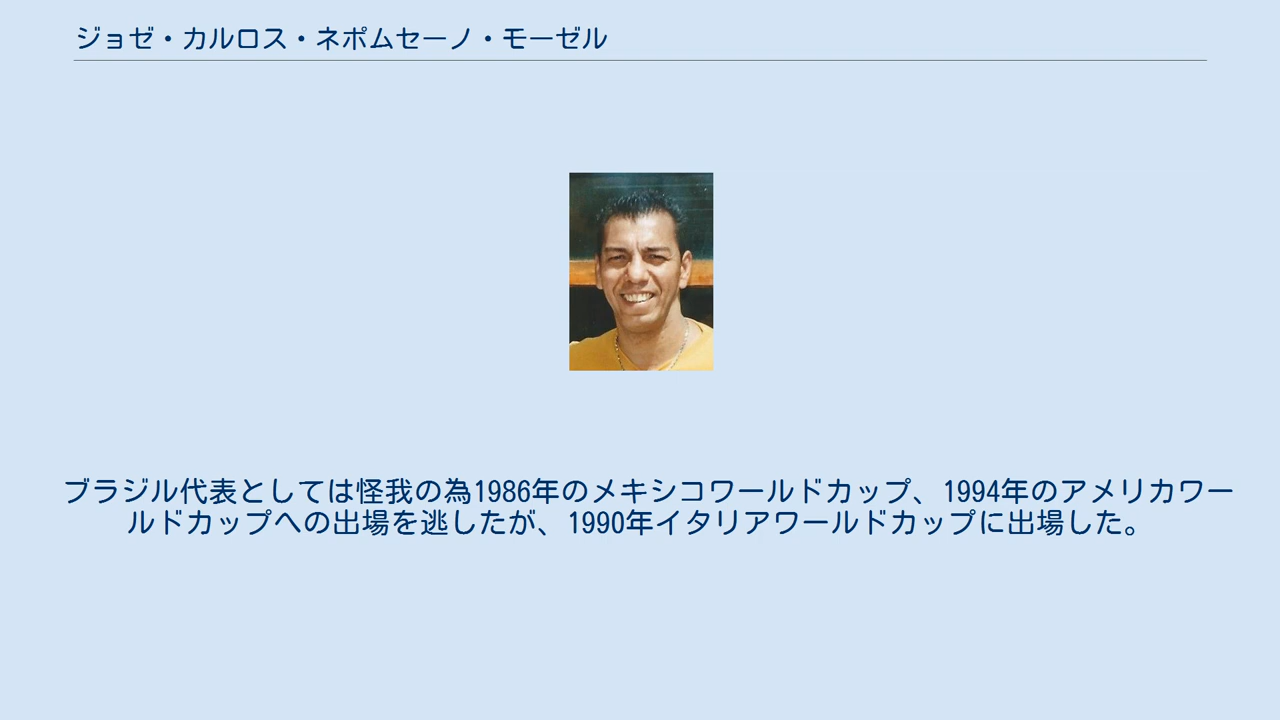 ジョゼ・カルロス・ネポムセーノ・モーゼル
ブラジル代表としては怪我の為1986年のメキシコワールドカップ、1994年のアメリカワー
ルドカップへの出場を逃したが、1990年イタリアワールドカップに出場した。